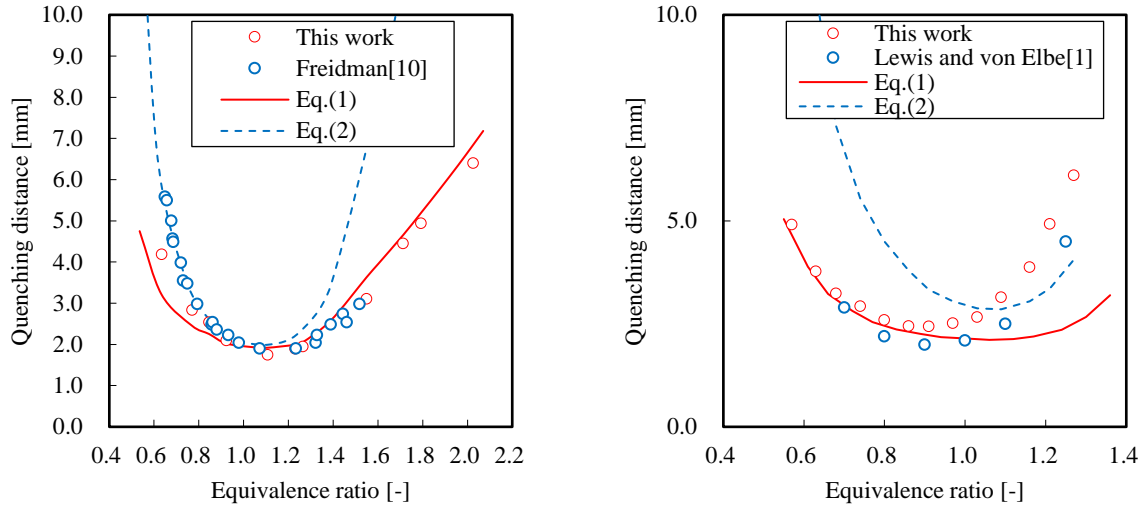 10.0
9.0
8.0
7.0
6.0
5.0
4.0
3.0
2.0
1.0
0.0
Quenching distance [mm]
This work
Freidman[10]
Eq.(1)
Eq.(2)
0.4 0.6 0.8 1.0 1.2 1.4 1.6 1.8 2.0 2.2
Equivalence ratio [-]
10.0
5.0
0.0
Quenching distance [mm]
This work
Lewis and von Elbe[1]
Eq.(1)
Eq.(2)
0.4 0.6 0.8 1.0 1.2 1.4
Equivalence ratio [-]